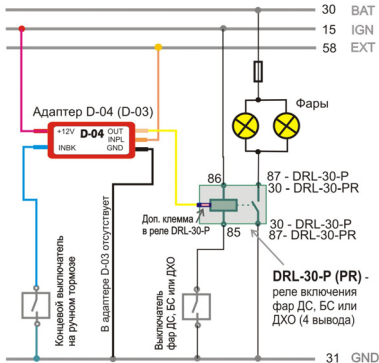 30 BAT
15 IGN
58 EXT
Адаптер D-04 (D-03)
Фары
+12V D-04 OUT
INPL
INBK GND
86
87 - DRL-30-P
30 - DRL-30-PR
Доп. клемма
в реле DRL-30-P
85
30 - DRL-30-P
87- DRL-30-PR
Концевой выключатель
на ручном тормозе
В адаптере D-03 отсутствует
Выключатель
фар ДС, БС или ДХО
DRL-30-P (PR) -
реле включения
фар ДС, БС или
ДХО (4 вывода)
31 GND